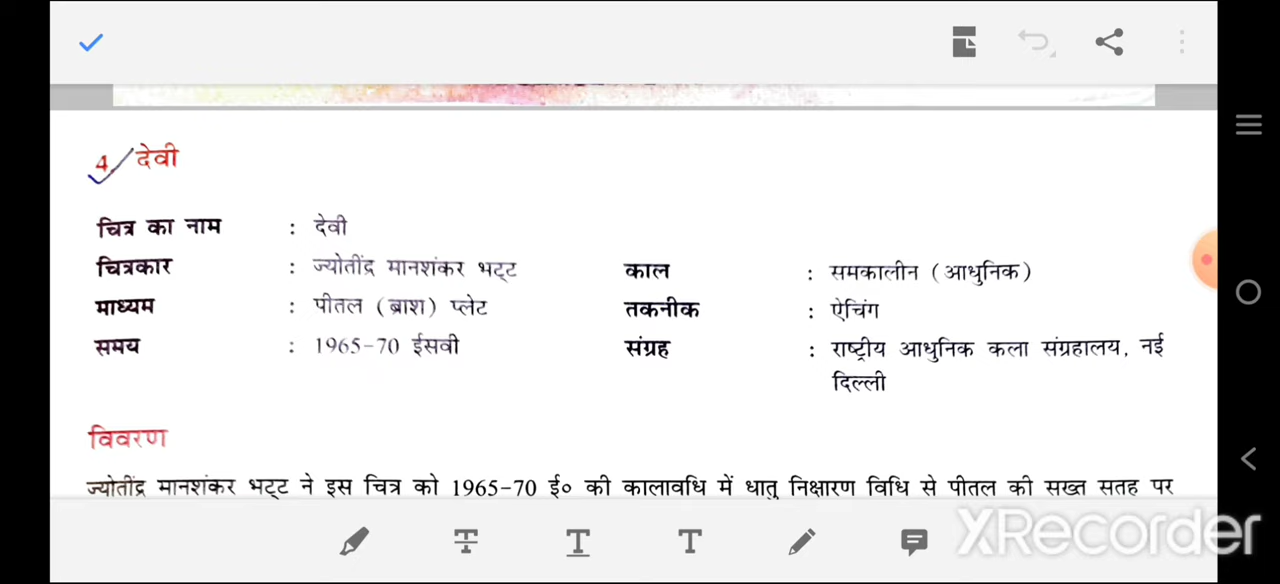 4 देवी
चित्र का नाम : देवी
चित्रकार : ज्योतींद्र मानशंकर भट्ट काल : समकालीन (आधुनिक)
माध्यम : पीतल (ब्राश) प्लेट तकनीक : ऐचिंग
समय : 1965-70 ईसवी संग्रह : राष्ट्रीय आधुनिक कला संग्रहालय, नई
दिल्ली
विवरण
ज्योतींद्र मानशंकर भट्ट ने इस चित्र को 1965-70 ई० की कालावधि में धातु निक्षारण विधि से पीतल की सख्त सतह पर
T T T
XRecorder